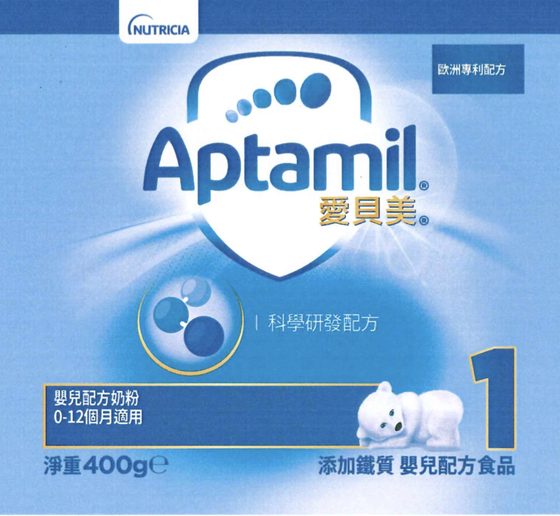 NUTRICIA
歐洲專利配方
Aptamil®
愛貝美®
科學研發配方
1
嬰兒配方奶粉
0-12個月適用
淨重400g℮
添加鐵質 嬰兒配方食品